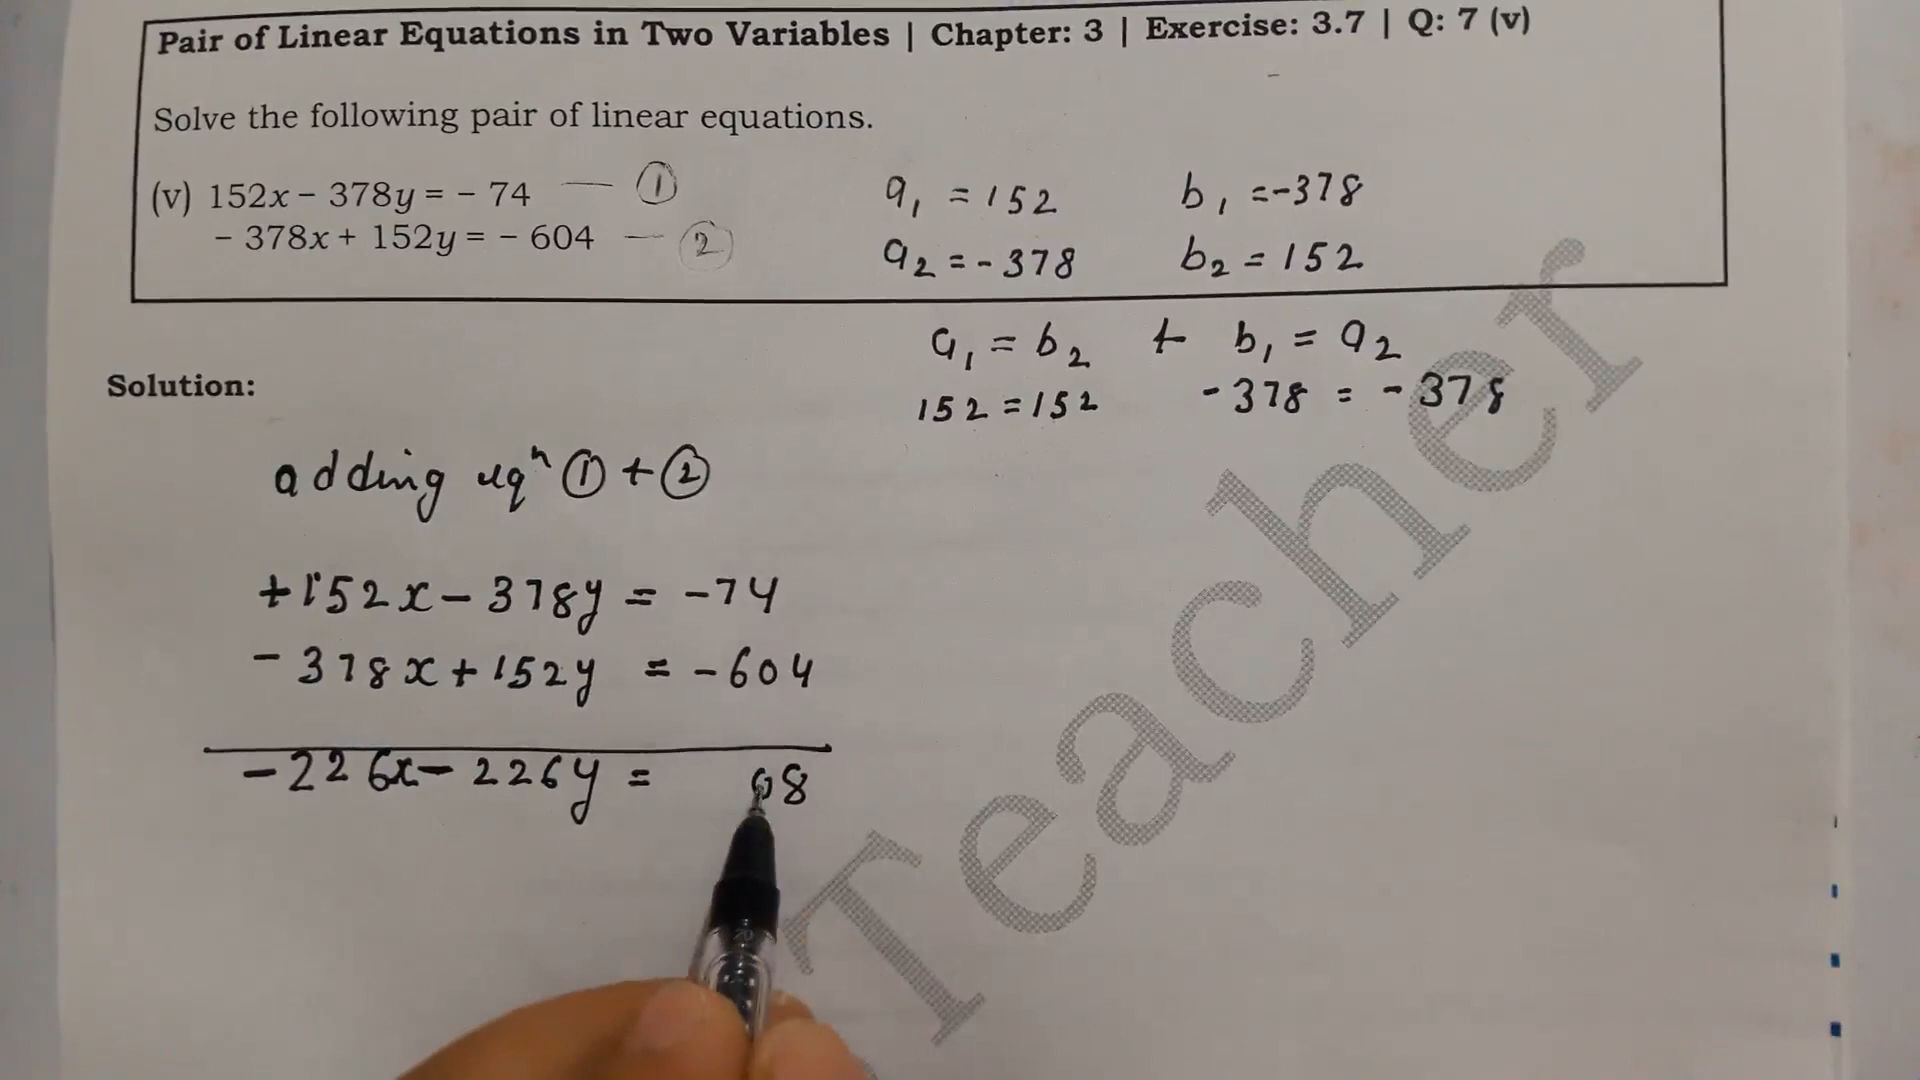 Pair of Linear Equations in Two Variables | Chapter: 3 | Exercise: 3.7 | Q: 7 (v)
Solve the following pair of linear equations.
(v) 152x – 378y = – 74 — ①
– 378x + 152y = – 604 — ②
a₁ = 152 b₁ = -378
a₂ = - 378 b₂ = 152
a₁ = b₂ + b₁ = a₂
152 = 152 - 378 = - 378
Solution:
adding eqⁿ ① + ②
+152x - 378y = -74
- 378x + 152y = - 604
- 226x - 226y = 08
Teacher